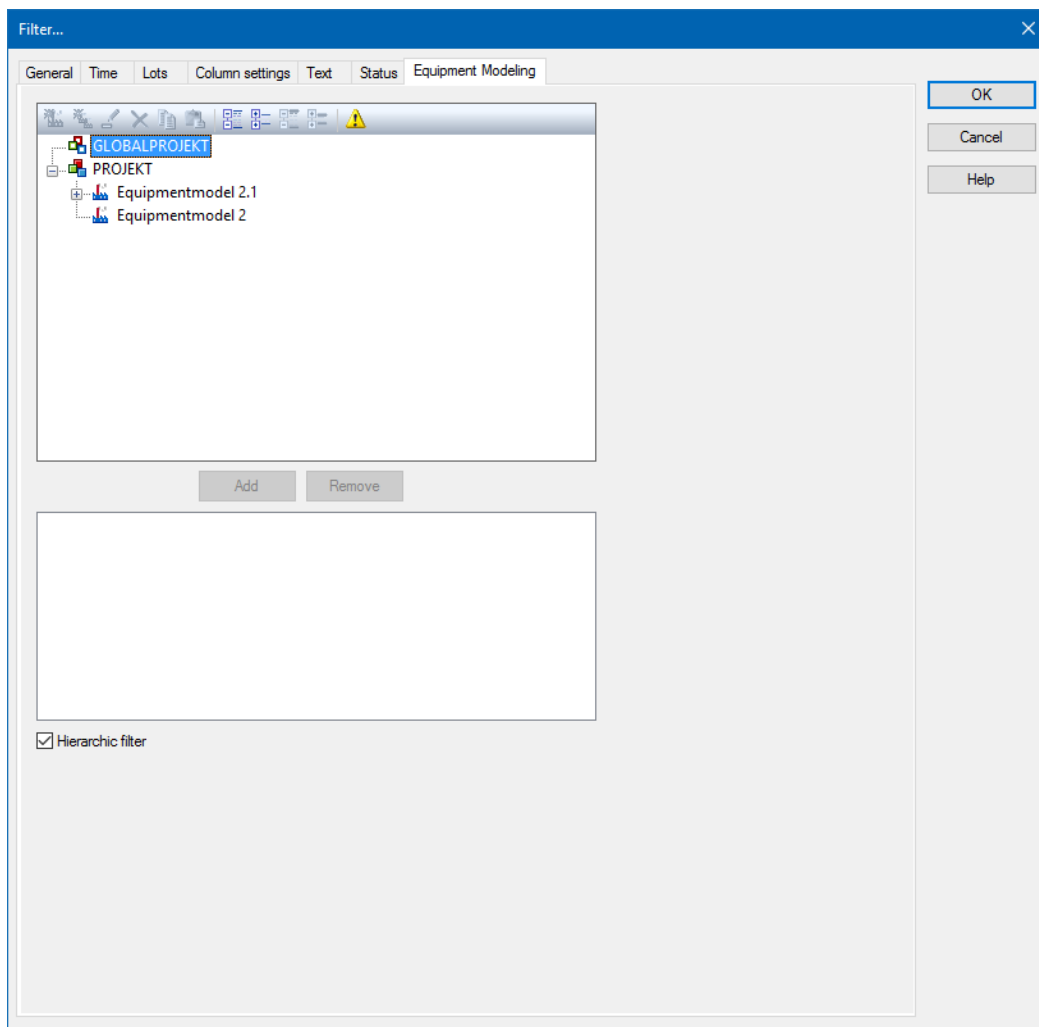 Filter...
General Time Lots Column settings Text Status Equipment Modeling
OK
Cancel
Help
GLOBALPROJEKT
PROJEKT
Equipmentmodel 2.1
Equipmentmodel 2
Add Remove
Hierarchic filter